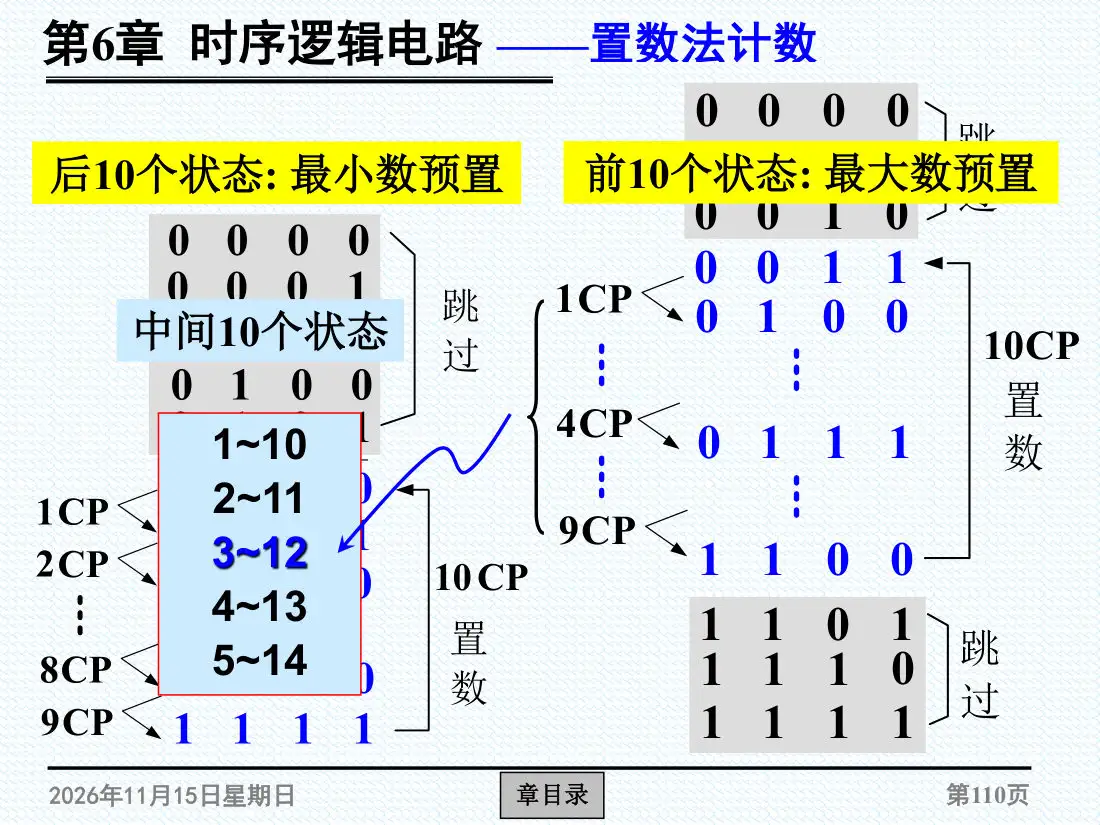 第6章 时序逻辑电路 ——置数法计数
后10个状态: 最小数预置
0 0 0 0
0 0 0 1
中间10个状态
跳
过
0 1 0 0
1~10
2~11
3~12
4~13
5~14
1CP
2CP
8CP
9CP
1 1 1 1
10 CP
置
数
0 0 0 0
前10个状态: 最大数预置
0 0 1 0
0 0 1 1
0 1 0 0
0 1 1 1
1 1 0 0
1CP
4CP
9CP
10CP
置
数
1 1 0 1
1 1 1 0
1 1 1 1
跳
过
2026年11月15日星期日
章目录
第110页